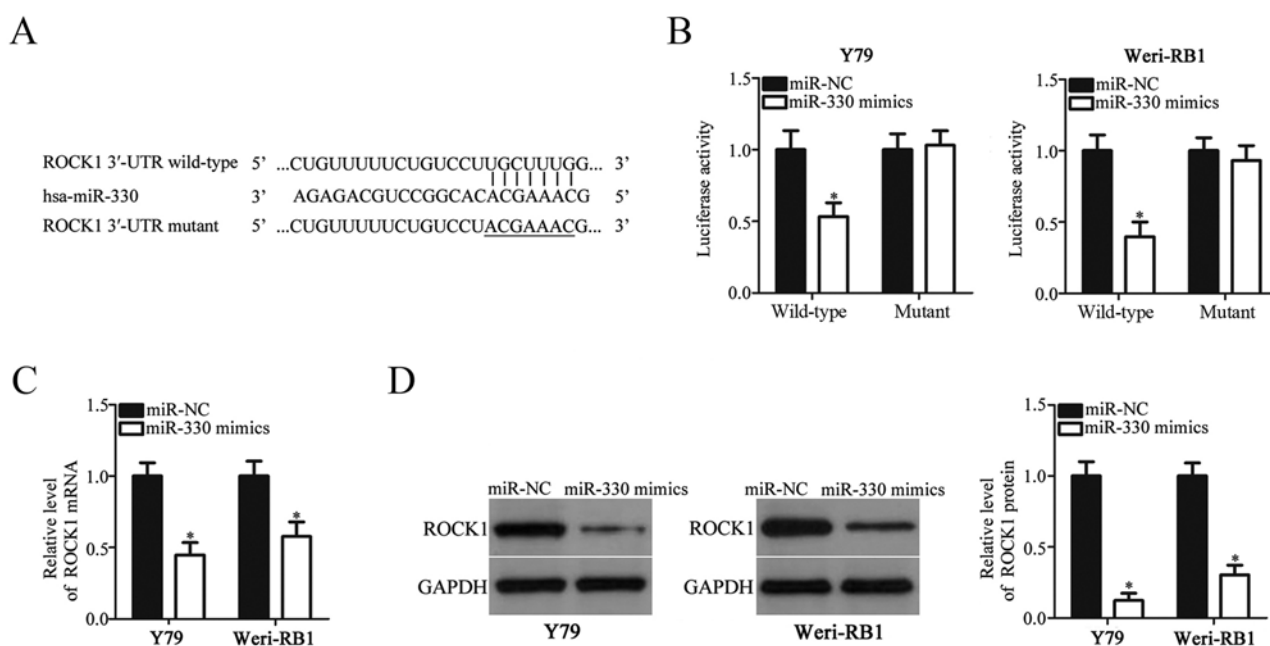 A
ROCK1 3′-UTR wild-type 5’ ...CUGUUUUUCUGUCCUUGCUUUGG... 3’
hsa-miR-330 3’ AGAGACGUCCGGCACACGAAACG 5’
ROCK1 3′-UTR mutant 5’ ...CUGUUUUUCUGUCCUACGAAACG... 3’
B
Y79
Luciferase activity
1.5
1.0
0.5
0.0
miR-NC
miR-330 mimics
*
Wild-type Mutant
Weri-RB1
Luciferase activity
1.5
1.0
0.5
0.0
miR-NC
miR-330 mimics
*
Wild-type Mutant
C
Relative level
of ROCK1 mRNA
1.5
1.0
0.5
0.0
miR-NC
miR-330 mimics
* *
Y79 Weri-RB1
D
miR-NC miR-330 mimics
ROCK1
GAPDH
Y79
miR-NC miR-330 mimics
ROCK1
GAPDH
Weri-RB1
Relative level
of ROCK1 protein
1.5
1.0
0.5
0.0
miR-NC
miR-330 mimics
* *
Y79 Weri-RB1